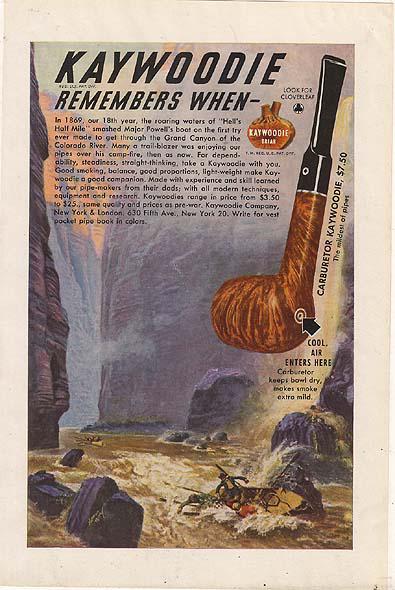 KAYWOODIE
REG. U.S. PAT. OFF.
REMEMBERS WHEN-
LOOK FOR
CLOVERLEAF
KAYWOODIE
BRIAR
T. M. REG. U.S. PAT. OFF.
In 1869, our 18th year, the roaring waters of "Hell's
Half Mile" smashed Major Powell's boat on the first try
ever made to get through the Grand Canyon of the
Colorado River. Many a trail-blazer was enjoying our
pipes over his camp-fire, then as now. For depend-
ability, steadiness, straight-thinking, take a Kaywoodie with you.
Good smoking, balance, good proportions, light-weight make Kay-
woodie a good companion. Made with experience and skill learned
by our pipe-makers from their dads; with all modern techniques,
equipment and research. Kaywoodies range in price from $3.50
to $25., same quality and prices as pre-war. Kaywoodie Company,
New York & London. 630 Fifth Ave., New York 20. Write for vest
pocket pipe book in colors.
CARBURETOR KAYWOODIE, $7.50
The mildest of pipes
COOL,
AIR
ENTERS HERE
Carburetor
keeps bowl dry,
makes smoke
extra mild.